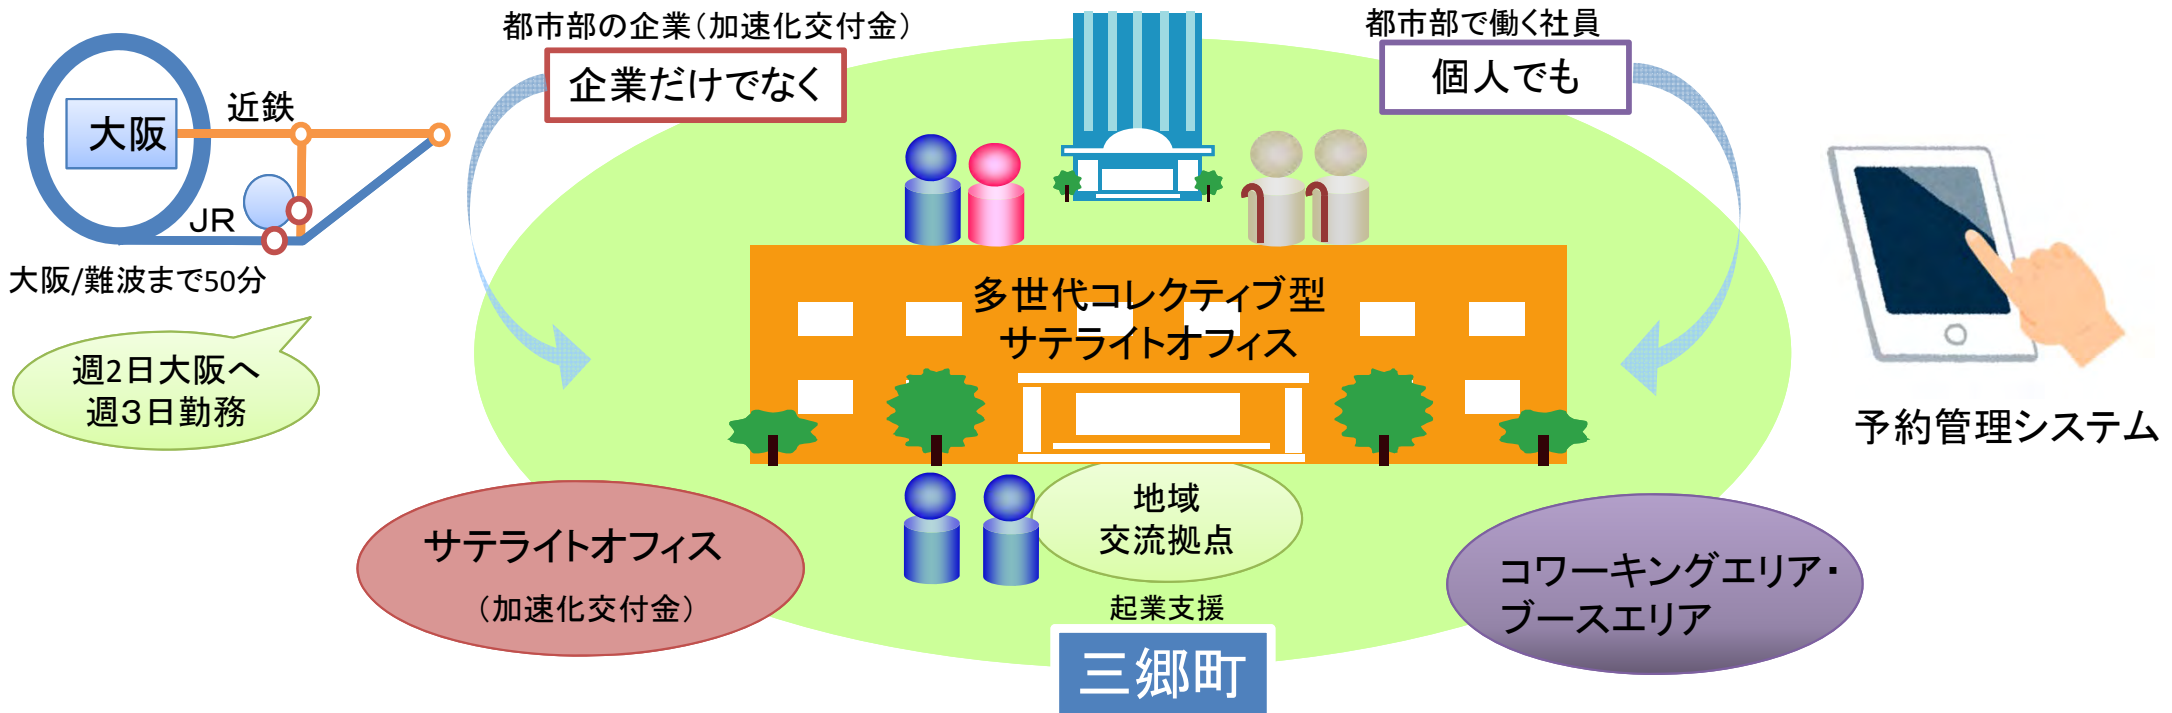 都市部の企業（加速化交付金）
企業だけでなく
都市部で働く社員
個人でも
近鉄
大阪
JR
大阪/難波まで50分
週2日大阪へ
週3日勤務
多世代コレクティブ型
サテライトオフィス
予約管理システム
サテライトオフィス
（加速化交付金）
地域
交流拠点
起業支援
コワーキングエリア・
ブースエリア
三郷町